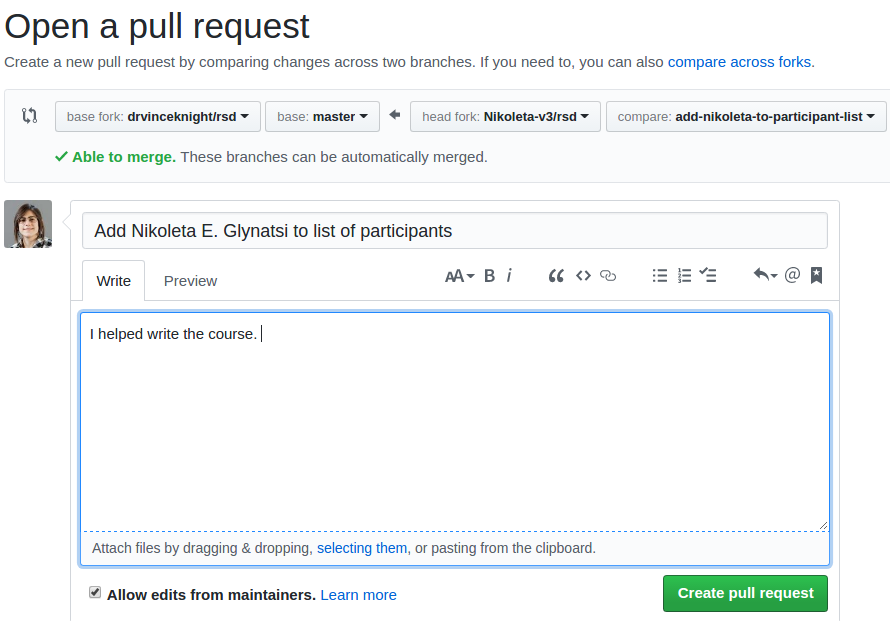 Open a pull request
Create a new pull request by comparing changes across two branches. If you need to, you can also compare across forks.
base fork: drvinceknight/rsd base: master head fork: Nikoleta-v3/rsd compare: add-nikoleta-to-participant-list
Able to merge. These branches can be automatically merged.
Add Nikoleta E. Glynatsi to list of participants
Write Preview AA B i
I helped write the course.
Attach files by dragging & dropping, selecting them, or pasting from the clipboard.
Allow edits from maintainers. Learn more Create pull request